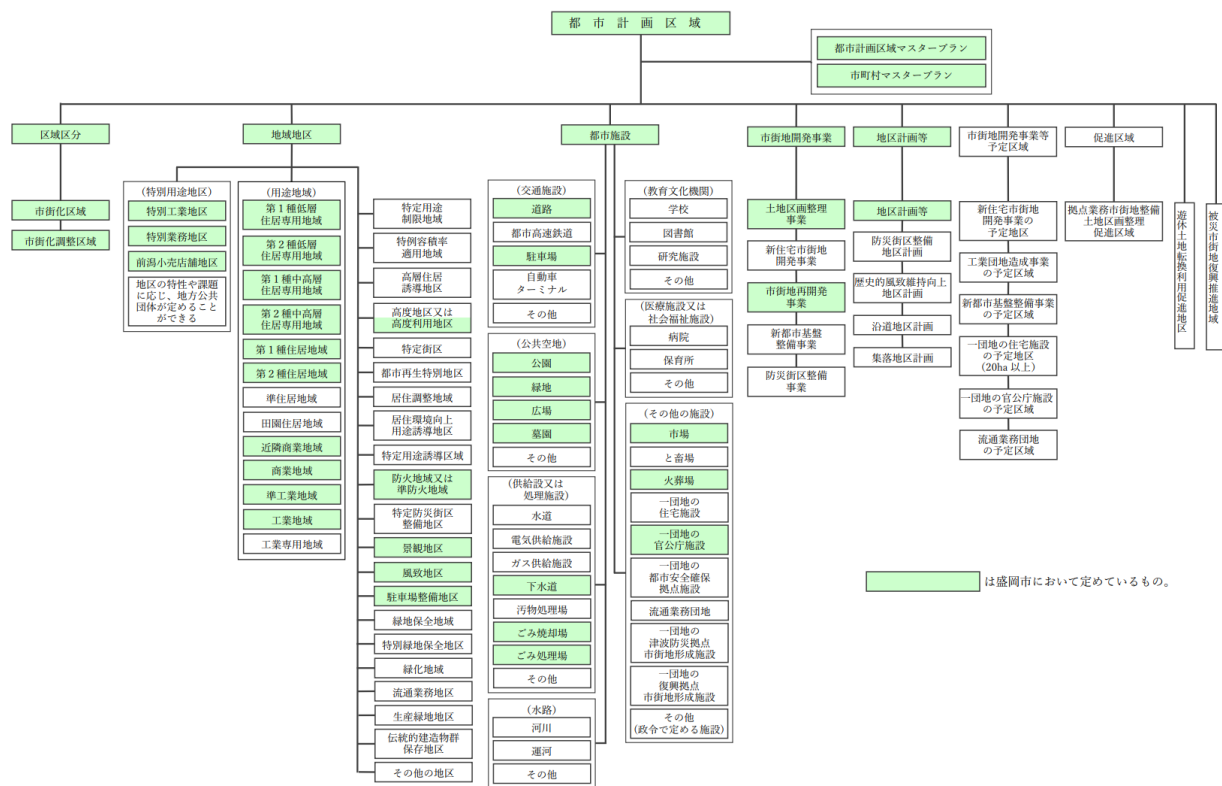 都市計画区域
都市計画区域マスタープラン
市町村マスタープラン
区域区分
市街化区域
市街化調整区域
地域地区
(特別用途地区)
特別工業地区
特別業務地区
前潟小売店舗地区
地区の特性や課題
に応じ、地方公共
団体が定めることが
できる
(用途地域)
第1種低層
住居専用地域
第2種低層
住居専用地域
第1種中高層
住居専用地域
第2種中高層
住居専用地域
第1種住居地域
第2種住居地域
準住居地域
田園住居地域
近隣商業地域
商業地域
準工業地域
工業地域
工業専用地域
特定用途
制限地域
特例容積率
適用地域
高層住居
誘導地区
高度地区又は
高度利用地区
特定街区
都市再生特別地区
居住調整地域
居住環境向上
用途誘導地区
特定用途誘導区域
防火地域又は
準防火地域
特定防災街区
整備地区
景観地区
風致地区
駐車場整備地区
緑地保全地域
特別緑地保全地区
緑化地域
流通業務地区
生産緑地地区
伝統的建造物群
保存地区
その他の地区
都市施設
(交通施設)
道路
都市高速鉄道
駐車場
自動車
ターミナル
その他
(公共空地)
公園
緑地
広場
墓園
その他
(供給設又は
処理施設)
水道
電気供給施設
ガス供給施設
下水道
汚物処理場
ごみ焼却場
ごみ処理場
その他
(水路)
河川
運河
その他
(教育文化機関)
学校
図書館
研究施設
その他
(医療施設又は
社会福祉施設)
病院
保育所
その他
(その他の施設)
市場
と畜場
火葬場
一団地の
住宅施設
一団地の
官公庁施設
一団地の
都市安全確保
拠点施設
流通業務団地
一団地の
津波防災拠点
市街地形成施設
一団地の
復興拠点
市街地形成施設
その他
(政令で定める施設)
市街地開発事業
土地区画整理
事業
新住宅市街地
開発事業
市街地再開発
事業
新都市基盤
整備事業
防災街区整備
事業
地区計画等
地区計画等
防災街区整備
地区計画
歴史的風致維持向上
地区計画
沿道地区計画
集落地区計画
市街地開発事業等
予定区域
新住宅市街地
開発事業の
予定地区
工業団地造成事業
の予定区域
新都市基盤整備事業
の予定区域
一団地の住宅施設
の予定地区
(20ha 以上)
一団地の官公庁施設
の予定区域
流通業務団地
の予定区域
促進区域
拠点業務市街地整備
土地区画整理
促進区域
遊休土地転換利用促進地区
被災市街地復興推進地域
は盛岡市において定めているもの。